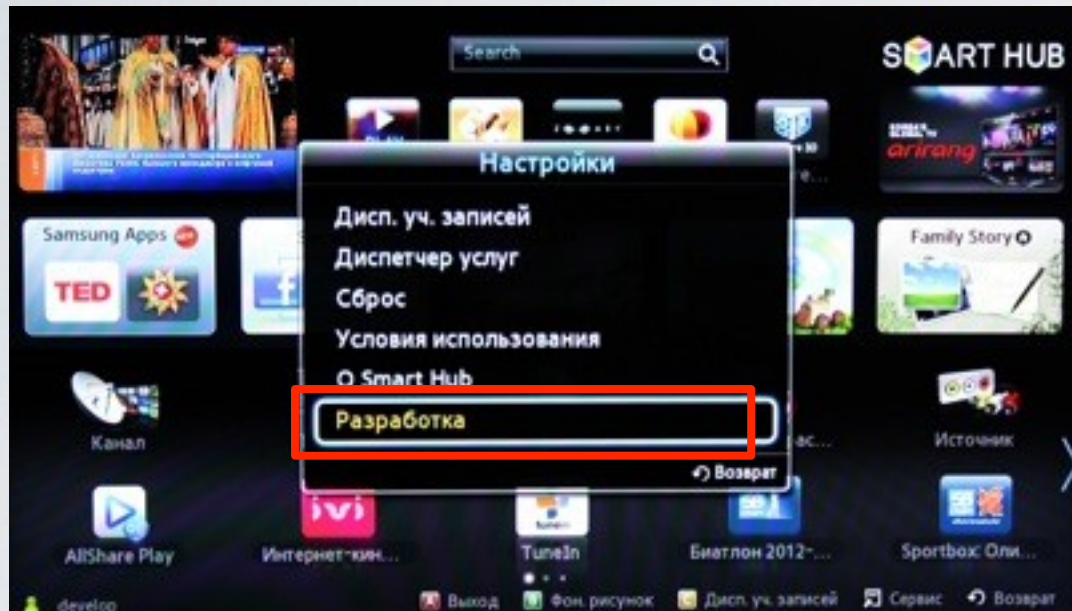 Search
SMART HUB
arirang
Настройки
Дисп. уч. записей
Диспетчер услуг
Сброс
Условия использования
О Smart Hub
Разработка
Возврат
Samsung Apps
TED
Family Story
Канал
Источник
AllShare Play
ivi
Интернет-кин...
tunein
TuneIn
Биатлон 2012-...
Sportbox: Оли...
develop
A Выход
B Фон. рисунок
C Дисп. уч. записей
Сервис
Возврат